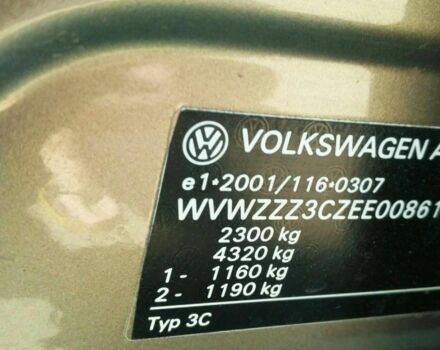 VOLKSWAGEN A
e1*2001/116*0307
WVWZZZ3CZEE00861
2300 kg
4320 kg
1- 1160 kg
2- 1190 kg
Typ 3C